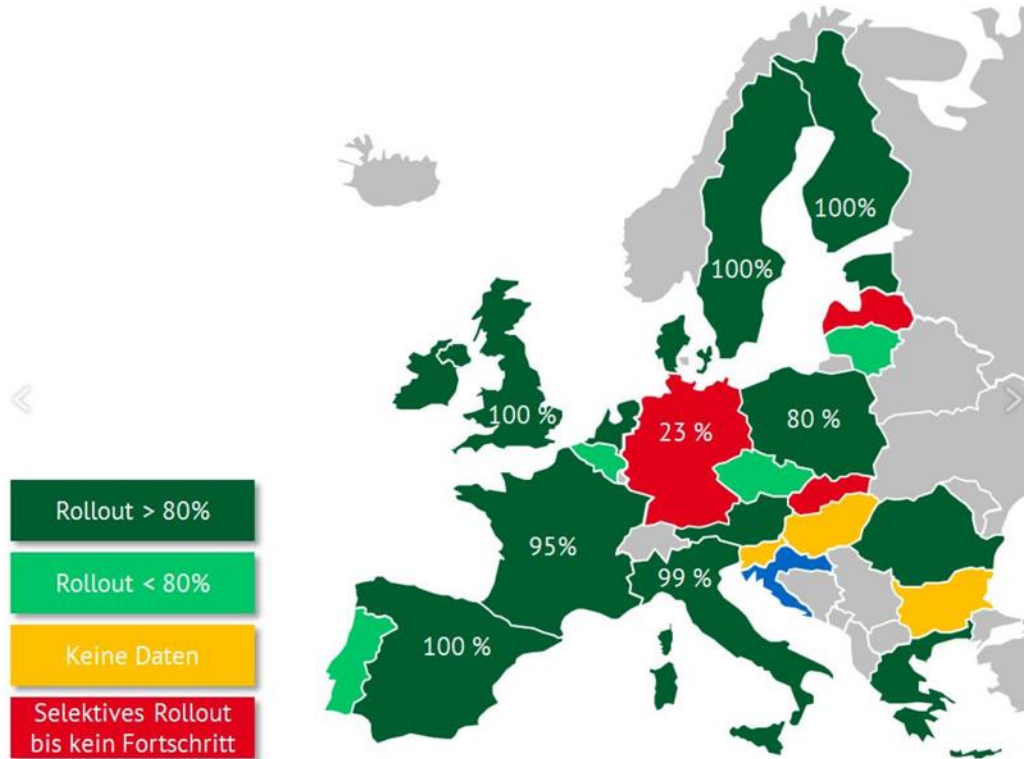 100%
100%
100 %
23 %
80 %
95%
99 %
100 %
Rollout > 80%
Rollout < 80%
Keine Daten
Selektives Rollout
bis kein Fortschritt